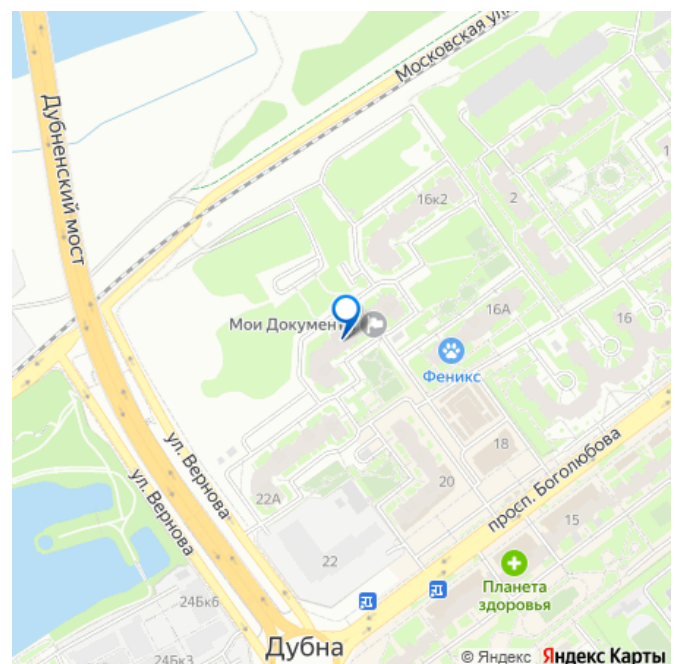 Московская ул.
Дубненский мост
16к2
2
1
16А
16
Мои Докумен
Феникс
18
ул. Вернова
просп. Боголюбова
ул. Вернова
22А
20
15
22
Планета
здоровья
24Бк6
Дубна
24Бк3
© Яндекс Яндекс Карты